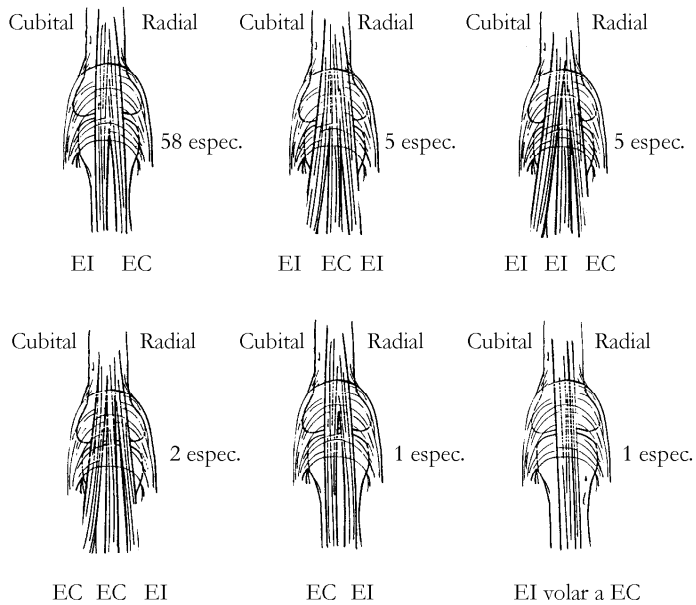 Cubital Radial Cubital Radial Cubital Radial
58 espec. 5 espec. 5 espec.
EI EC EI EC EI EI EI EC
Cubital Radial Cubital Radial Cubital Radial
2 espec. 1 espec. 1 espec.
EC EC EI EC EI EI volar a EC